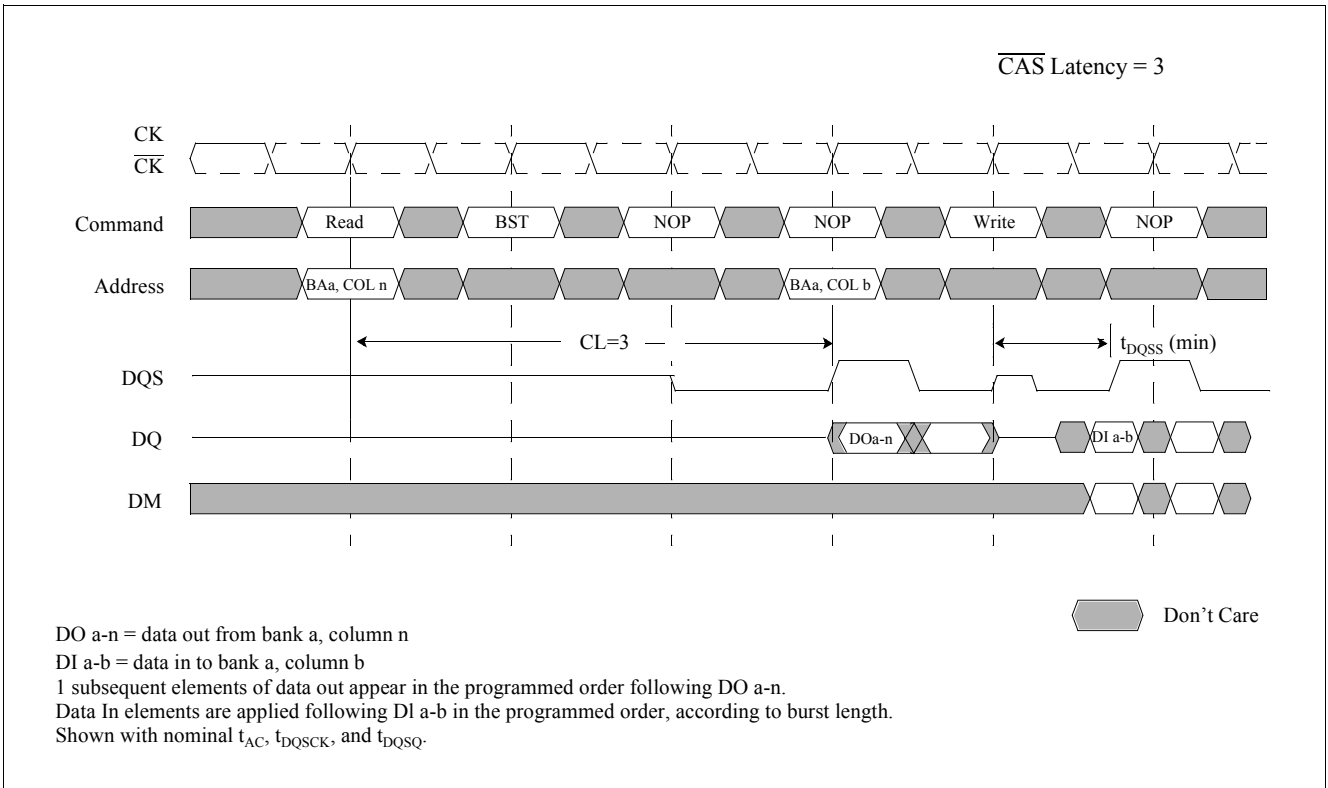 CAS Latency = 3
CK
CK
Command Read BST NOP NOP Write NOP
Address BAa, COL n BAa, COL b
CL=3 tDQSS (min)
DQS
DQ DOa-n DI a-b
DM
Don't Care
DO a-n = data out from bank a, column n
DI a-b = data in to bank a, column b
1 subsequent elements of data out appear in the programmed order following DO a-n.
Data In elements are applied following Dl a-b in the programmed order, according to burst length.
Shown with nominal tAC, tDQSCK, and tDQSQ.